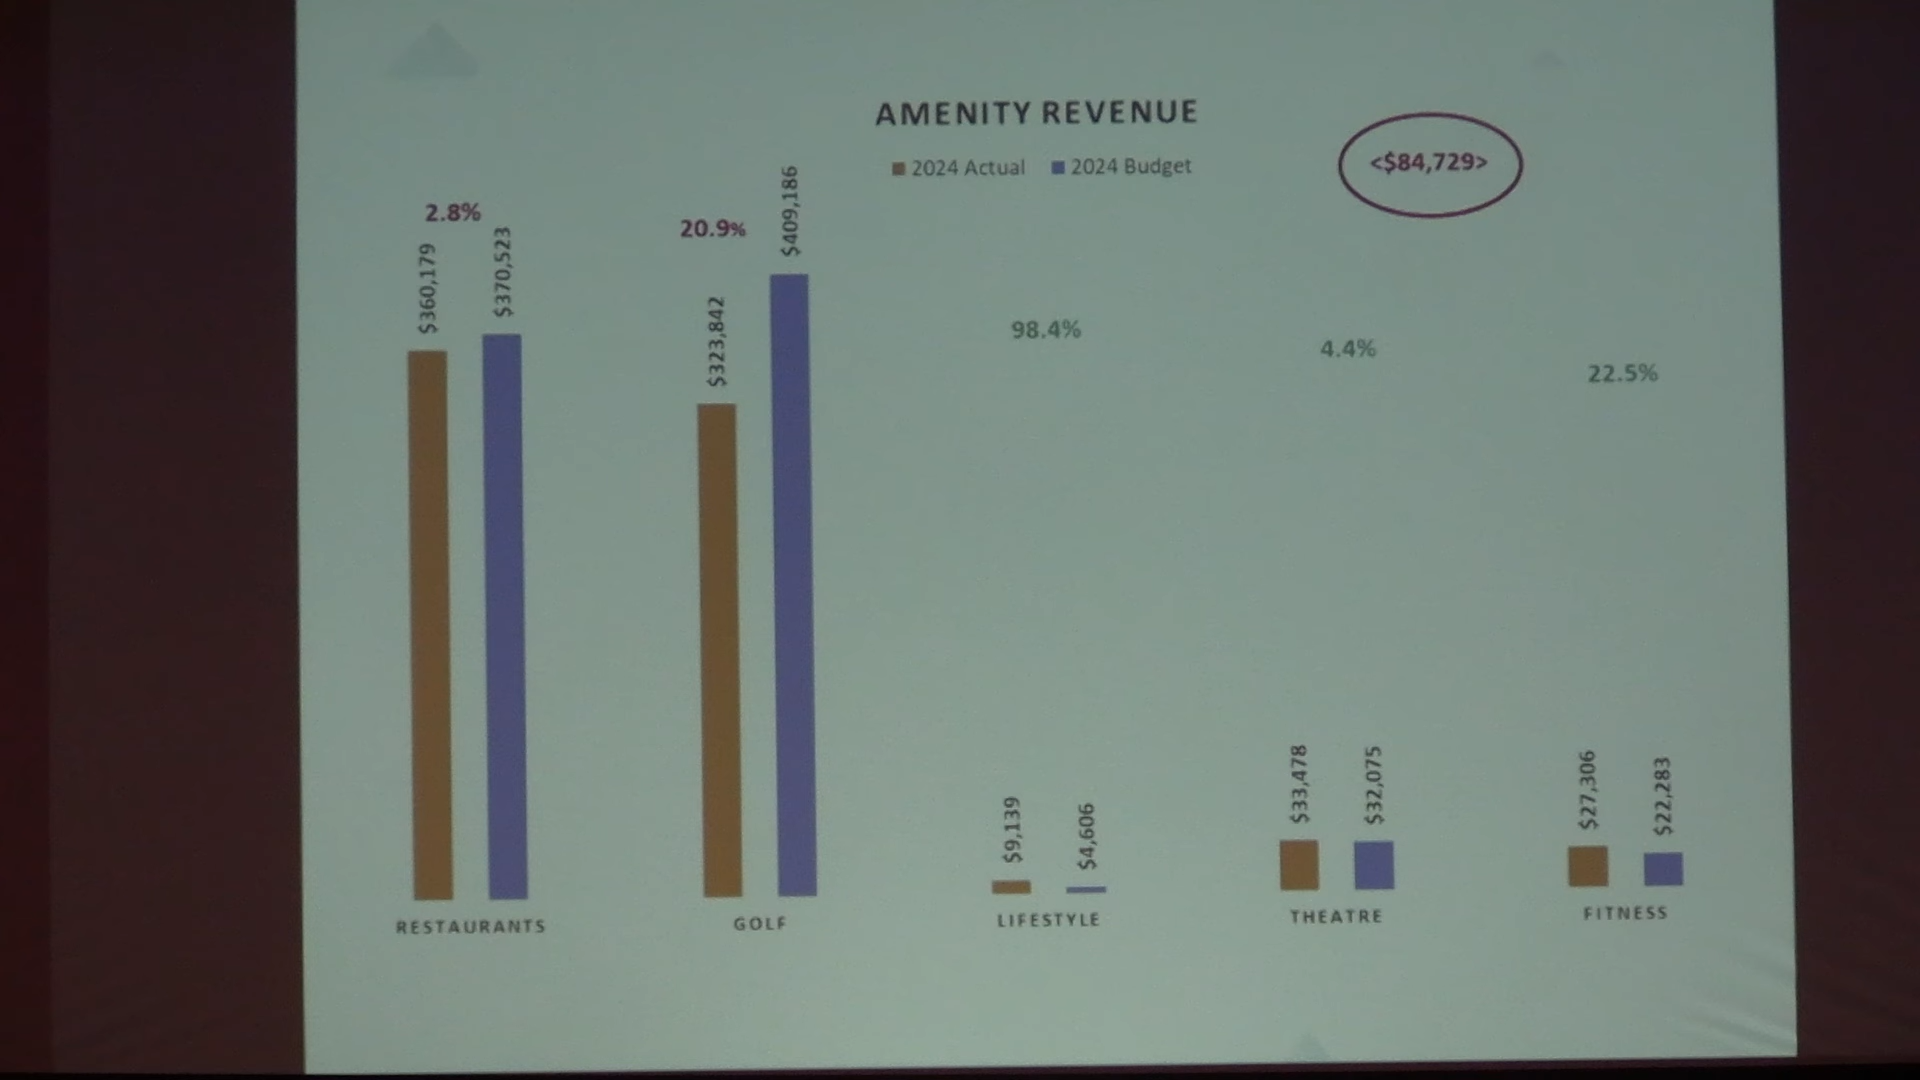 AMENITY REVENUE
2024 Actual 2024 Budget
<$84,729>
2.8%
$360,179
$370,523
20.9%
$323,842
$409,186
98.4%
$9,139
$4,606
4.4%
$33,478
$32,075
22.5%
$27,306
$22,283
RESTAURANTS
GOLF
LIFESTYLE
THEATRE
FITNESS